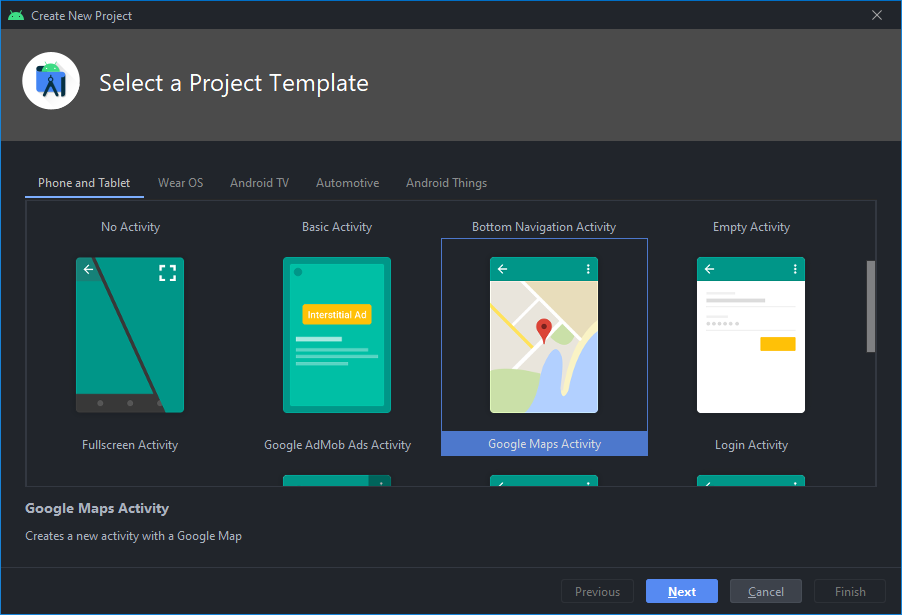 Create New Project
Select a Project Template
Phone and Tablet Wear OS Android TV Automotive Android Things
No Activity Basic Activity Bottom Navigation Activity Empty Activity
Interstitial Ad
Fullscreen Activity Google AdMob Ads Activity Google Maps Activity Login Activity
Google Maps Activity
Creates a new activity with a Google Map
Previous Next Cancel Finish